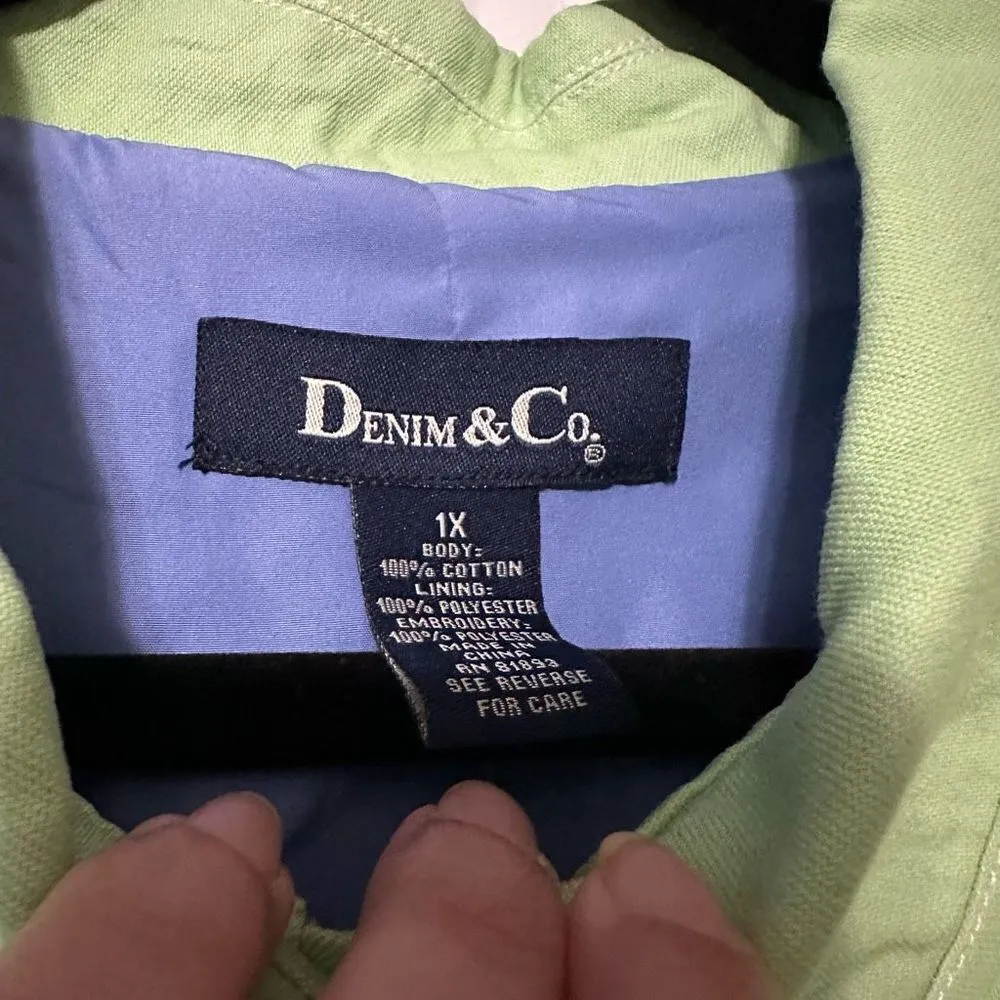 DENIM & CO.®
1X
BODY:
100% COTTON
LINING:
100% POLYESTER
EMBROIDERY:
100% POLYESTER
MADE IN
CHINA
RN 81893
SEE REVERSE
FOR CARE